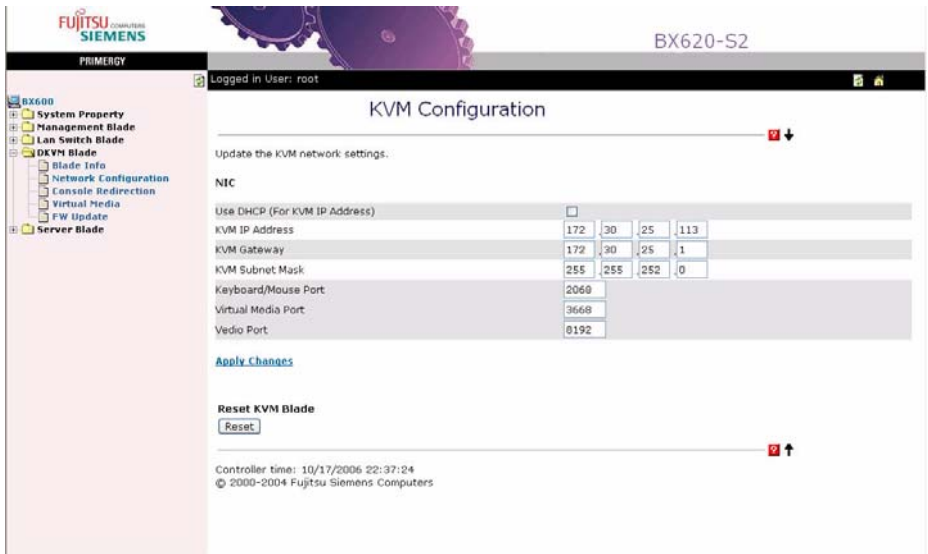 FUJITSU COMPUTERS
SIEMENS
BX620-S2
PRIMERGY
Logged in User: root
BX600
System Property
Management Blade
Lan Switch Blade
DKVM Blade
Blade Info
Network Configuration
Console Redirection
Virtual Media
FW Update
Server Blade
KVM Configuration
?
Update the KVM network settings.
NIC
Use DHCP (For KVM IP Address)
KVM IP Address 172 .30 .25 .113
KVM Gateway 172 .30 .25 .1
KVM Subnet Mask 255 .255 .252 .0
Keyboard/Mouse Port 2068
Virtual Media Port 3668
Vedio Port 8192
Apply Changes
Reset KVM Blade
Reset
?
Controller time: 10/17/2006 22:37:24
© 2000-2004 Fujitsu Siemens Computers